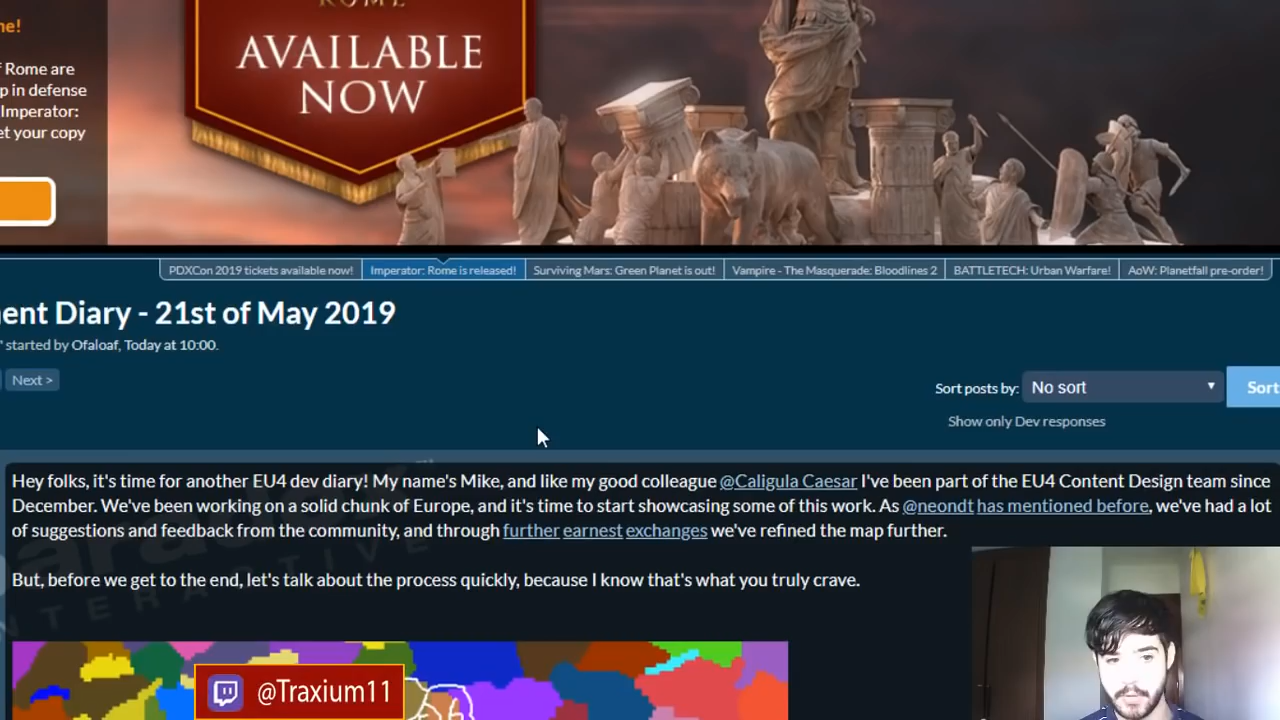 ROME
AVAILABLE
NOW
ne!
f Rome are
p in defense
Imperator:
et your copy
PDXCon 2019 tickets available now! Imperator: Rome is released! Surviving Mars: Green Planet is out! Vampire - The Masquerade: Bloodlines 2 BATTLETECH: Urban Warfare! AoW: Planetfall pre-order!
ent Diary - 21st of May 2019
" started by Ofaloaf, Today at 10:00.
Next >
Sort posts by: No sort Sort
Show only Dev responses
Hey folks, it's time for another EU4 dev diary! My name's Mike, and like my good colleague @Caligula Caesar I've been part of the EU4 Content Design team since
December. We've been working on a solid chunk of Europe, and it's time to start showcasing some of this work. As @neondt has mentioned before, we've had a lot
of suggestions and feedback from the community, and through further earnest exchanges we've refined the map further.
But, before we get to the end, let's talk about the process quickly, because I know that's what you truly crave.
INTERACTIVE
@Traxium11